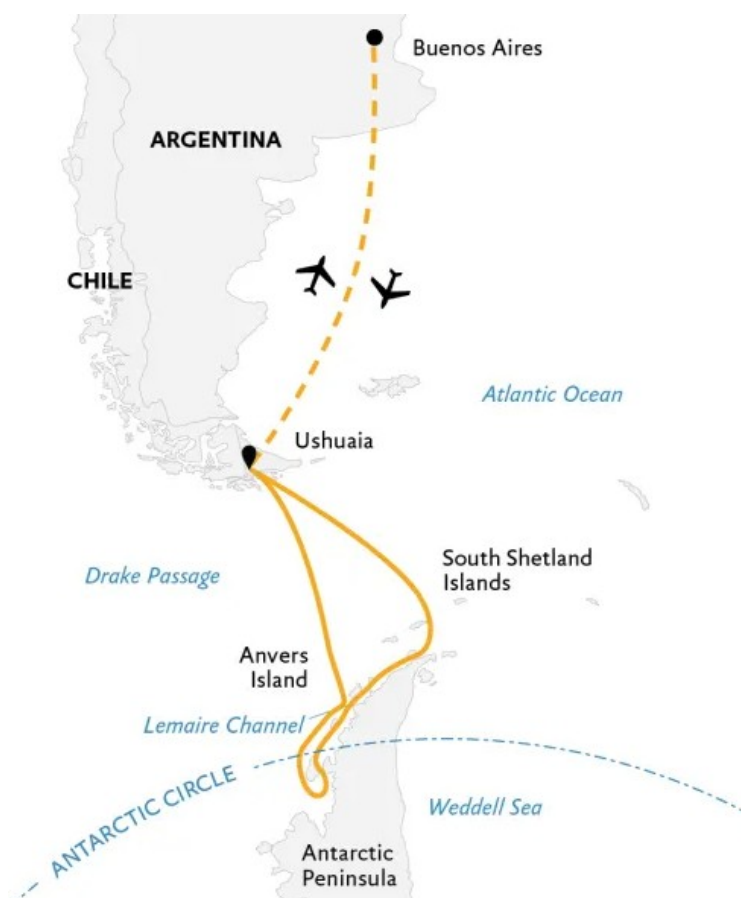 Buenos Aires
ARGENTINA
CHILE
Atlantic Ocean
Ushuaia
South Shetland
Islands
Drake Passage
Anvers
Island
Lemaire Channel
ANTARCTIC CIRCLE
Weddell Sea
Antarctic
Peninsula